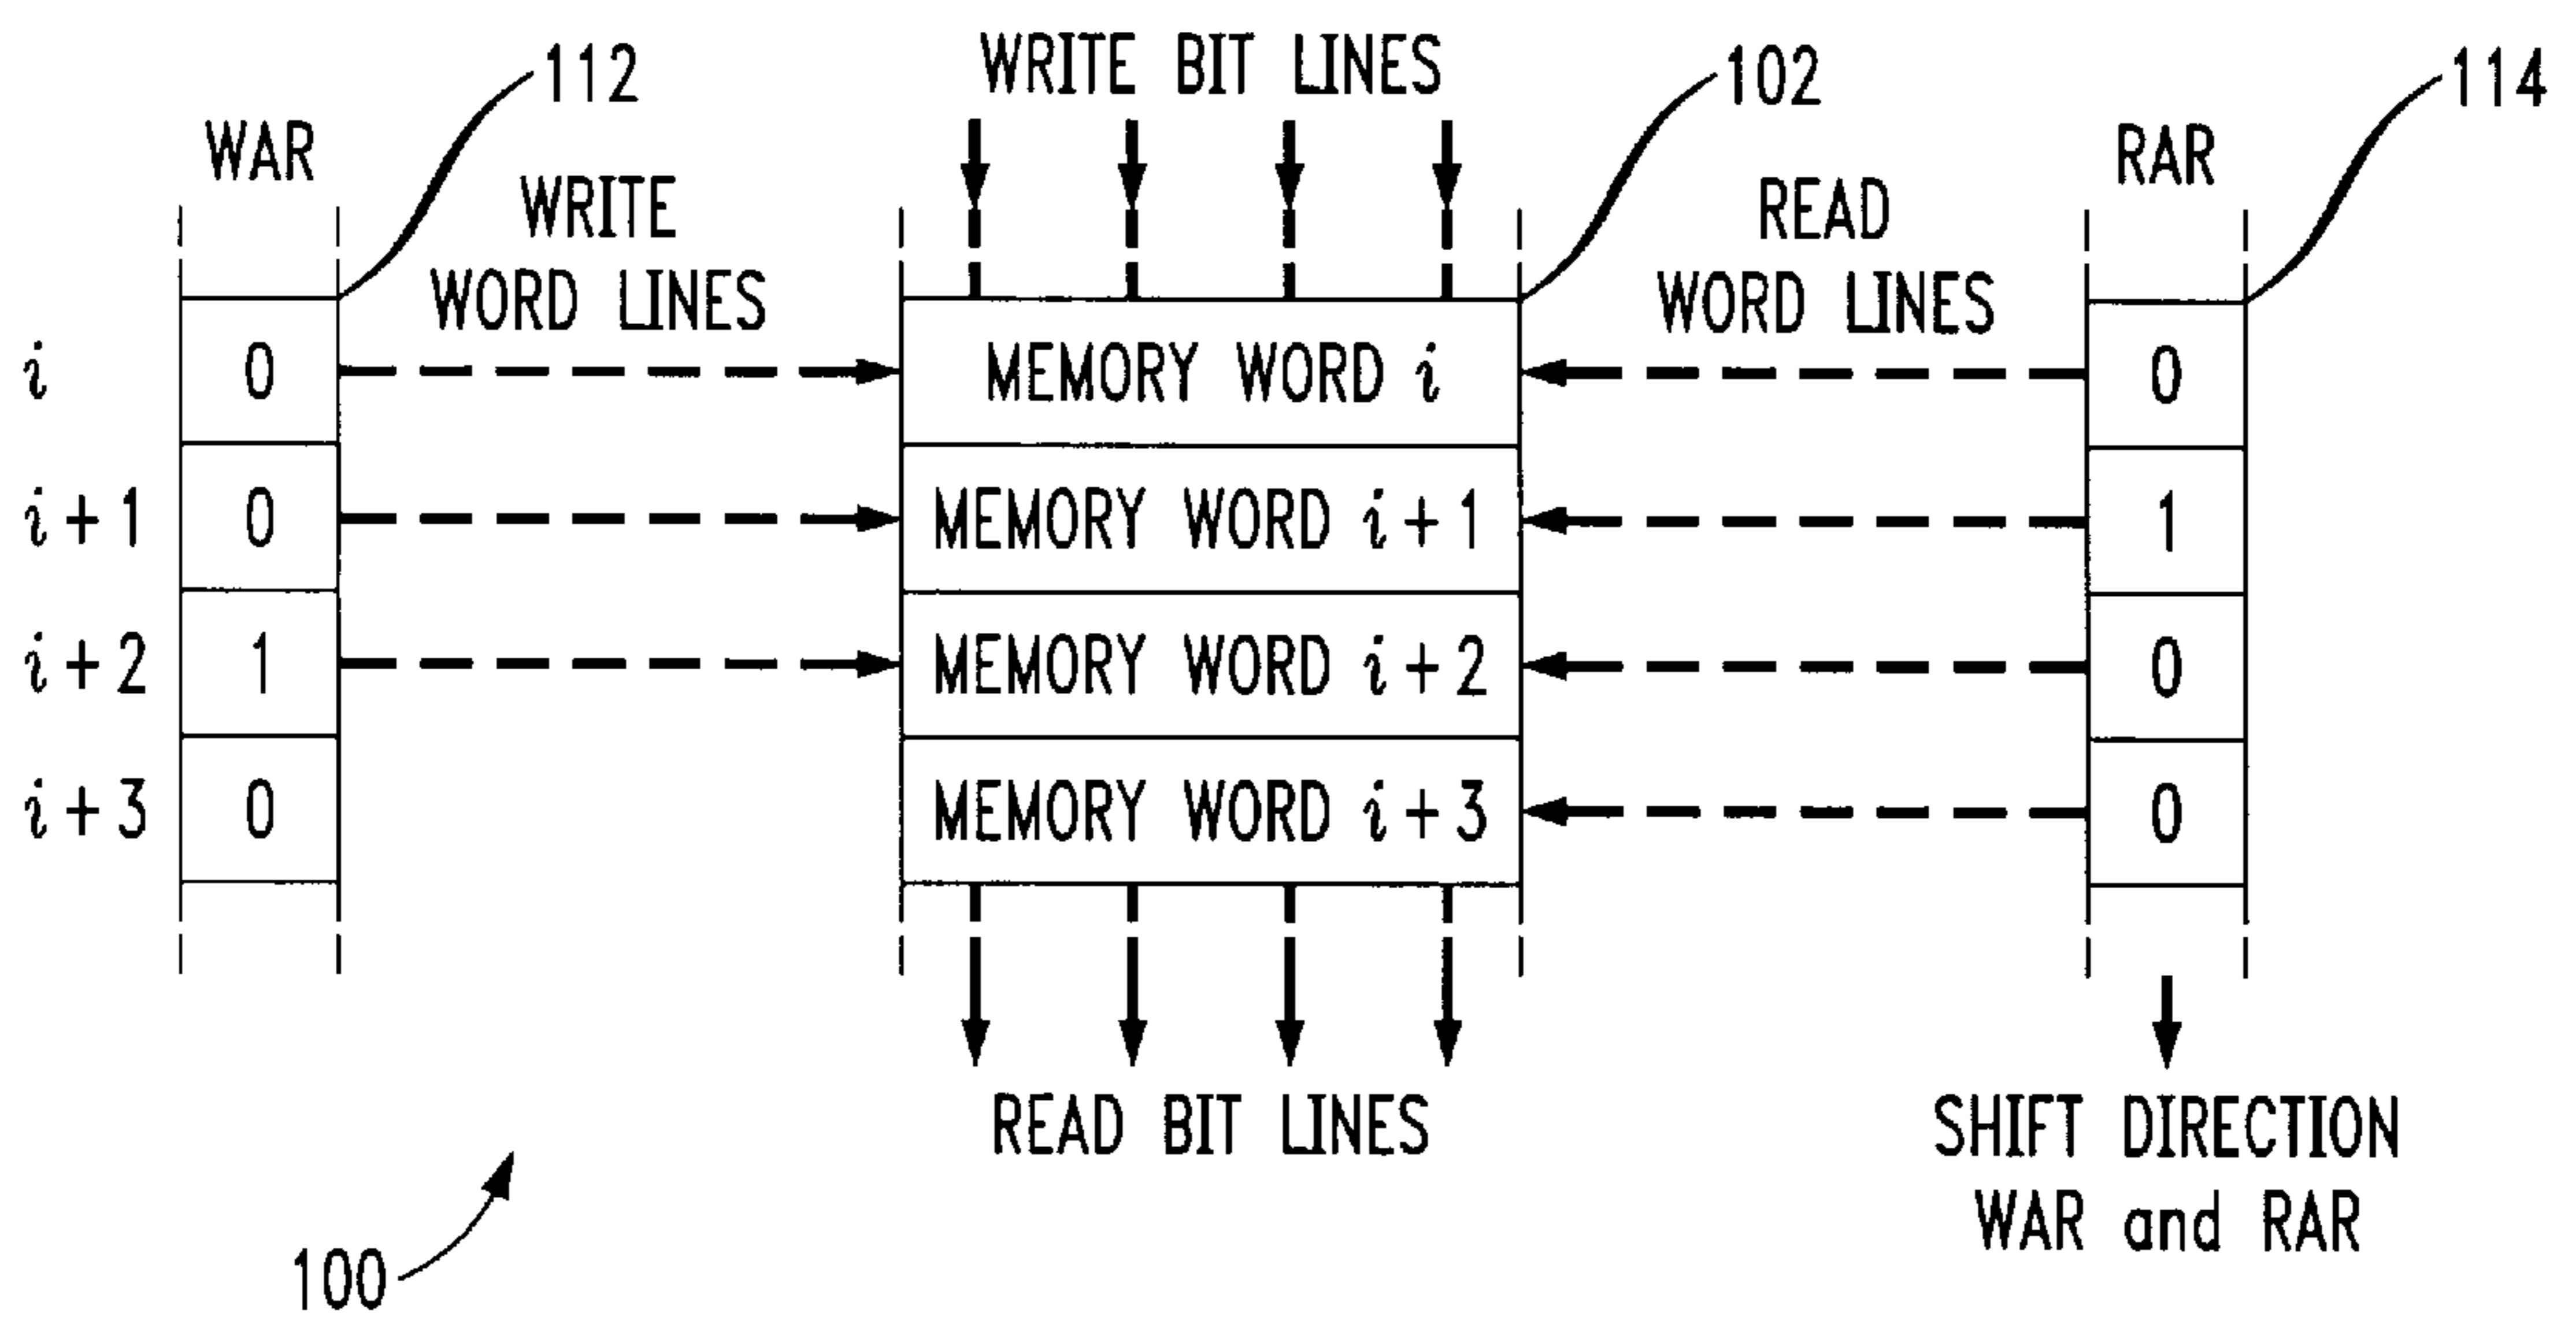 WRITE BIT LINES
112
102
114
WAR
RAR
WRITE
WORD LINES
READ
WORD LINES
i
0
MEMORY WORD i
0
i+1
0
MEMORY WORD i+1
1
i+2
1
MEMORY WORD i+2
0
i+3
0
MEMORY WORD i+3
0
READ BIT LINES
SHIFT DIRECTION
WAR and RAR
100